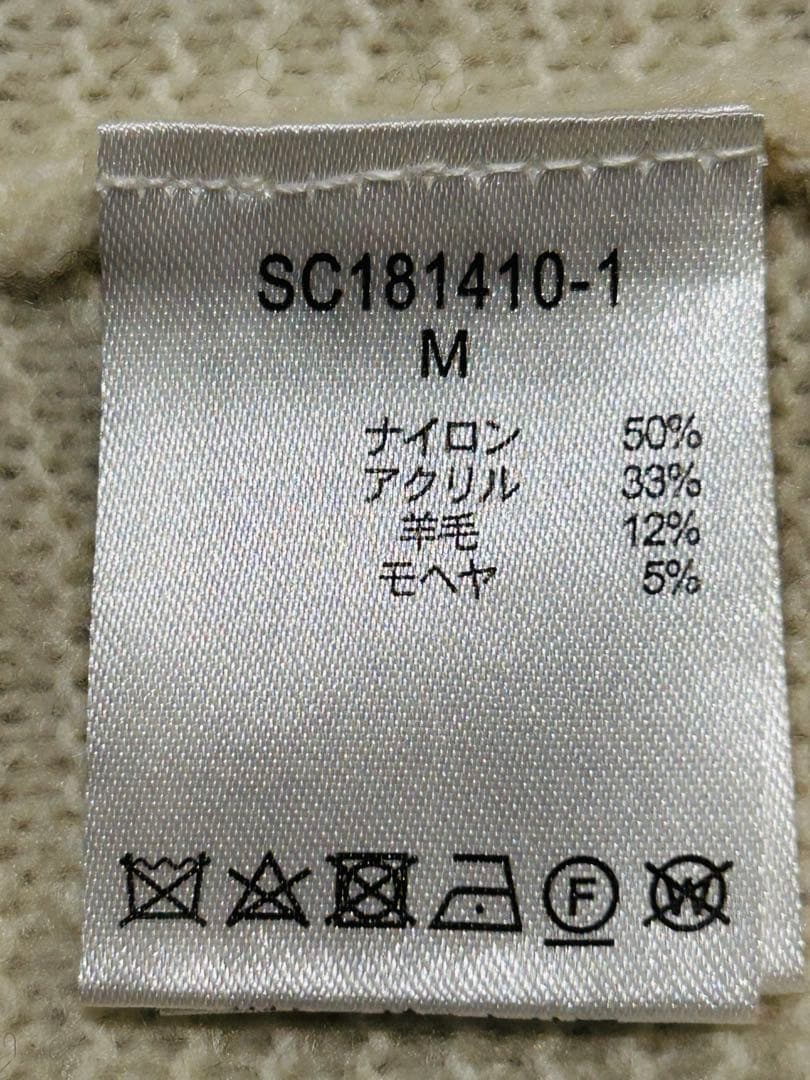 SC181410-1
M
ナイロン 50%
アクリル 33%
羊毛 12%
モヘヤ 5%
F W